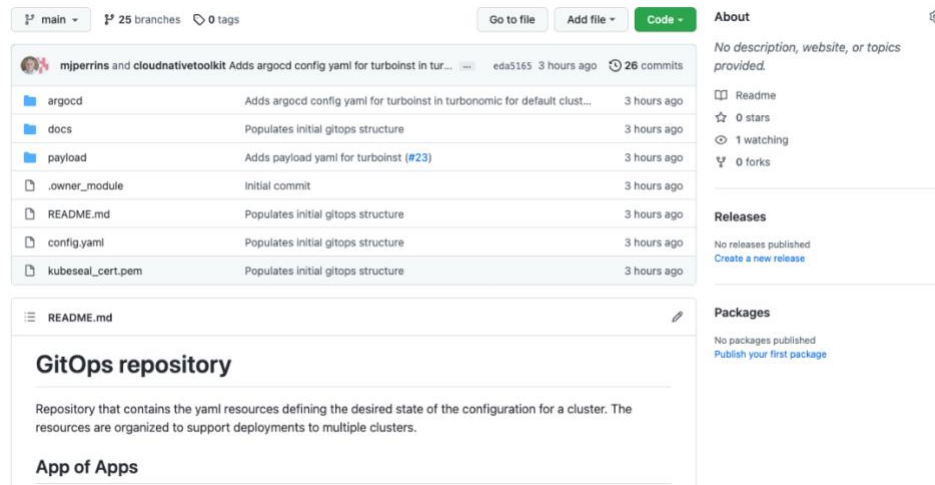 main 25 branches 0 tags Go to file Add file Code
mjperrins and cloudnativetoolkit Adds argocd config yaml for turboinst in tur... ... eda5165 3 hours ago 26 commits
argocd Adds argocd config yaml for turboinst in turbonomic for default clust... 3 hours ago
docs Populates initial gitops structure 3 hours ago
payload Adds payload yaml for turboinst (#23) 3 hours ago
.owner_module Initial commit 3 hours ago
README.md Populates initial gitops structure 3 hours ago
config.yaml Populates initial gitops structure 3 hours ago
kubeseal_cert.pem Populates initial gitops structure 3 hours ago
README.md
GitOps repository
Repository that contains the yaml resources defining the desired state of the configuration for a cluster. The
resources are organized to support deployments to multiple clusters.
App of Apps
About
No description, website, or topics
provided.
Readme
0 stars
1 watching
0 forks
Releases
No releases published
Create a new release
Packages
No packages published
Publish your first package